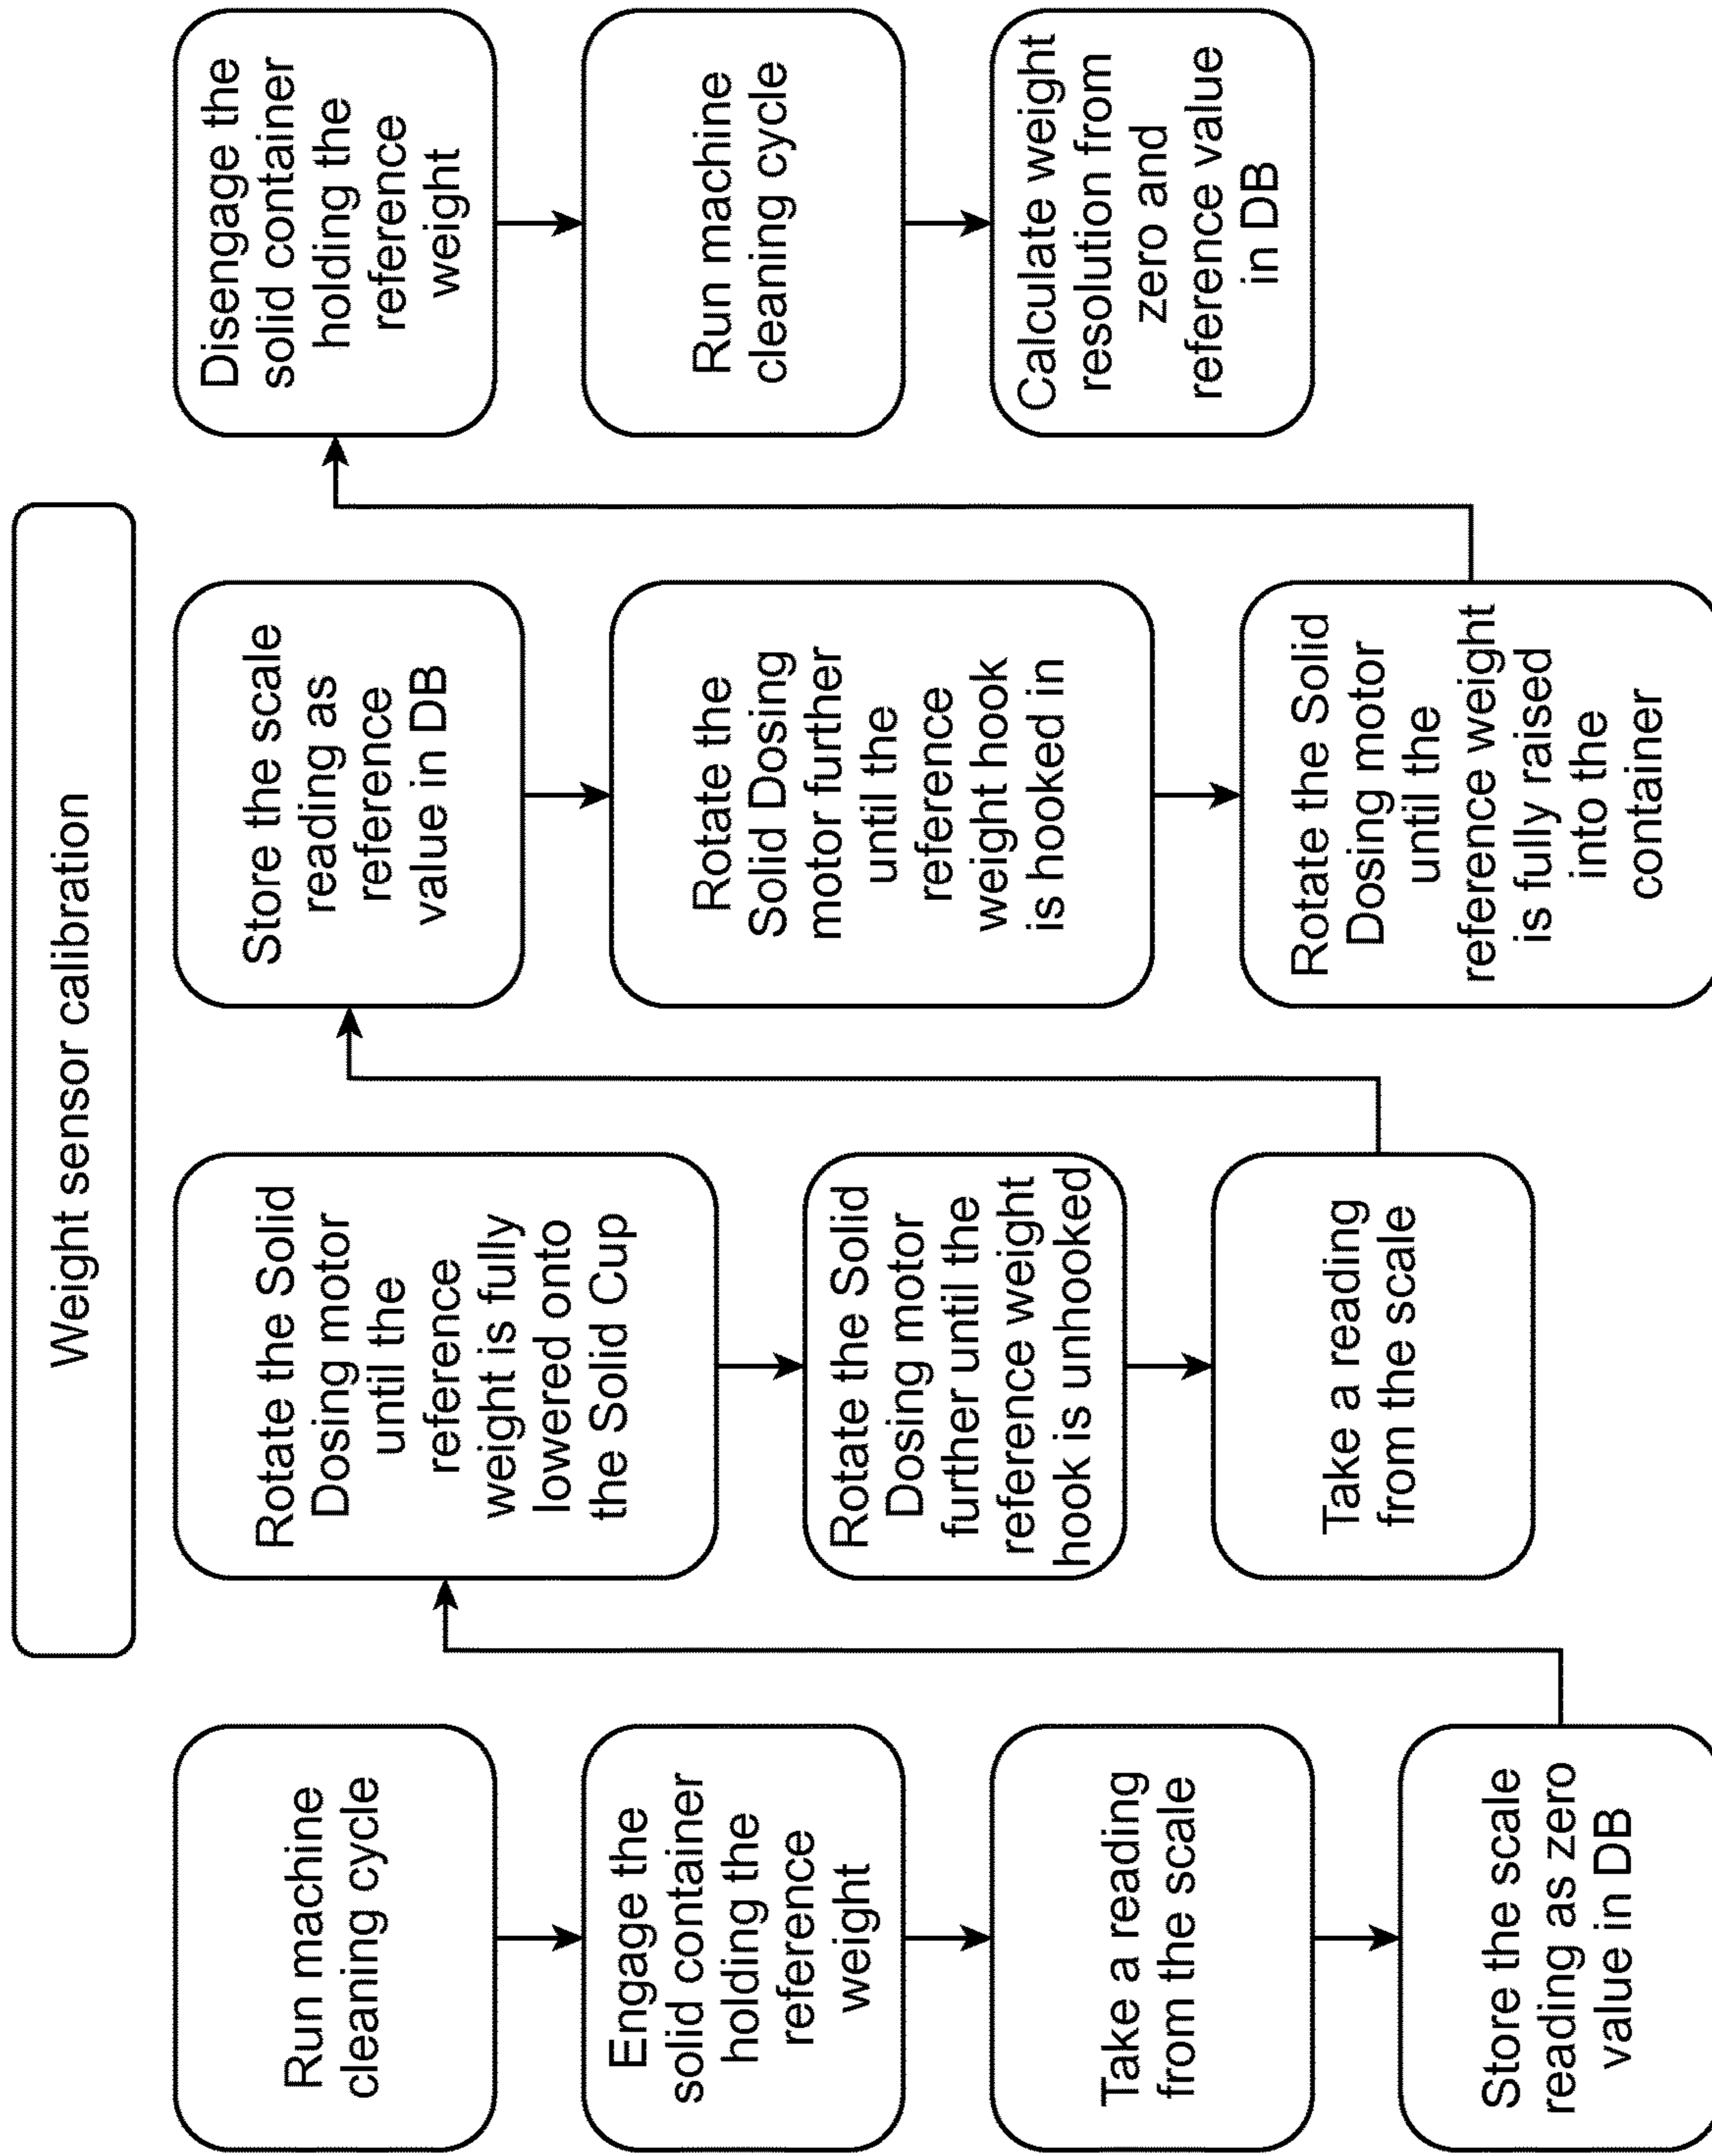 Weight sensor calibration
Run machine
cleaning cycle
Engage the
solid container
holding the
reference
weight
Take a reading
from the scale
Store the scale
reading as zero
value in DB
Rotate the Solid
Dosing motor
until the
reference
weight is fully
lowered onto
the Solid Cup
Rotate the Solid
Dosing motor
further until the
reference weight
hook is unhooked
Take a reading
from the scale
Store the scale
reading as
reference
value in DB
Rotate the
Solid Dosing
motor further
until the
reference
weight hook
is hooked in
Rotate the Solid
Dosing motor
until the
reference weight
is fully raised
into the
container
Disengage the
solid container
holding the
reference
weight
Run machine
cleaning cycle
Calculate weight
resolution from
zero and
reference value
in DB